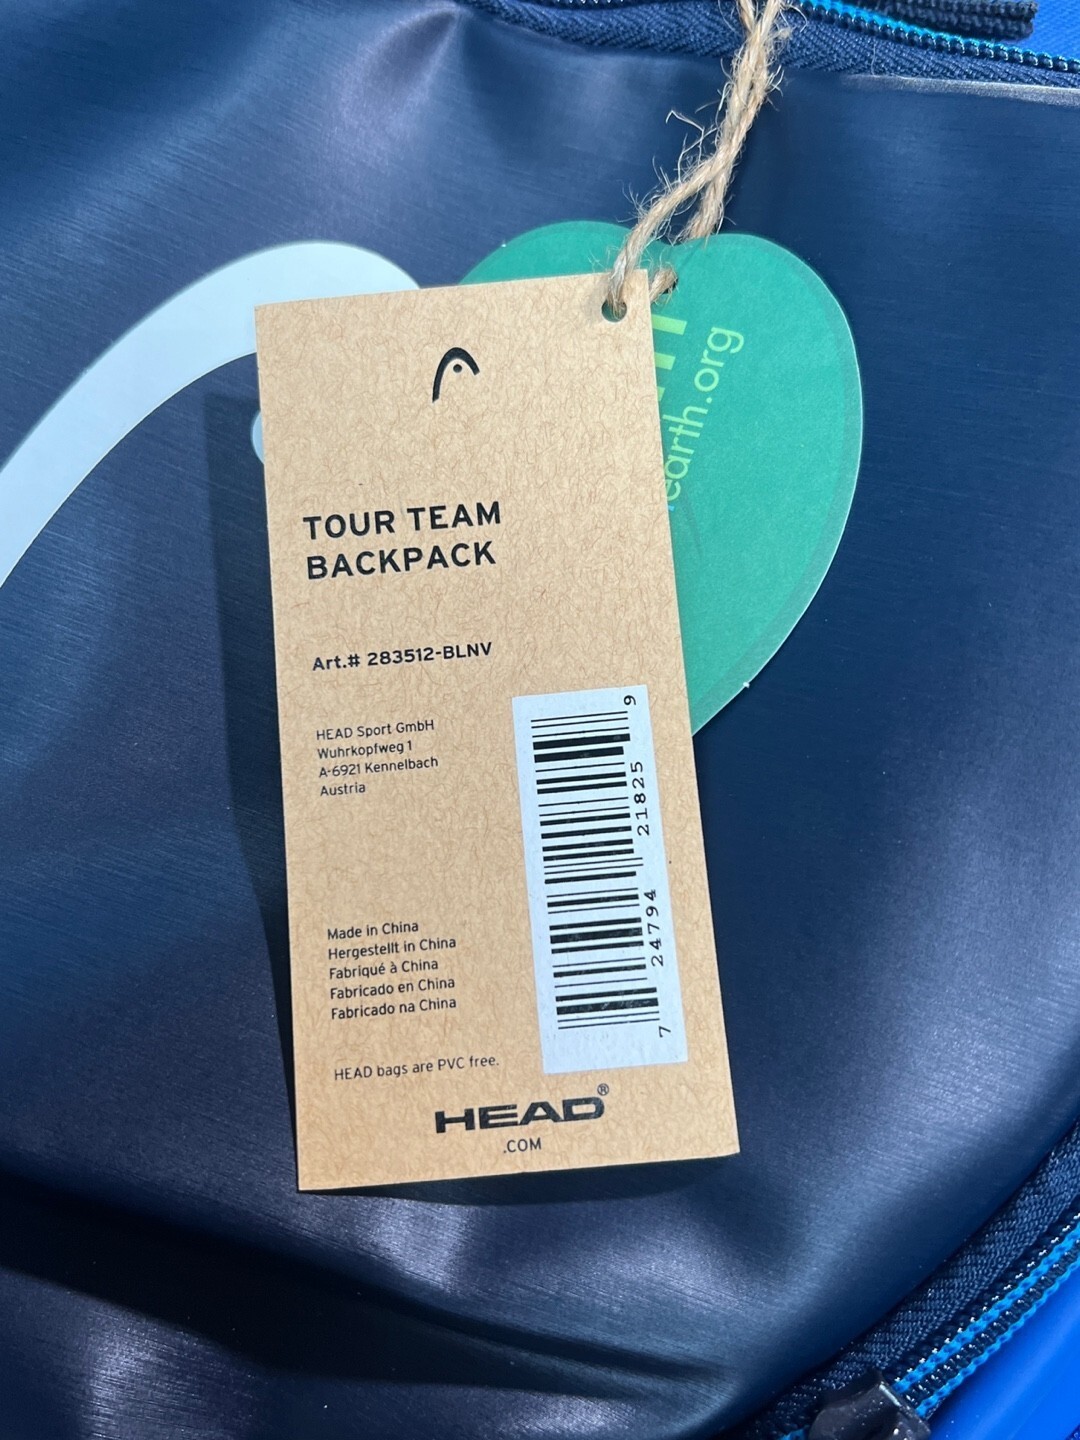 earth.org
TOUR TEAM
BACKPACK
Art.# 283512-BLNV
HEAD Sport GmbH
Wuhrkopfweg 1
A-6921 Kennelbach
Austria
7 24794 21825 9
Made in China
Hergestellt in China
Fabriqué à China
Fabricado en China
Fabricado na China
HEAD bags are PVC free.
HEAD®
.COM